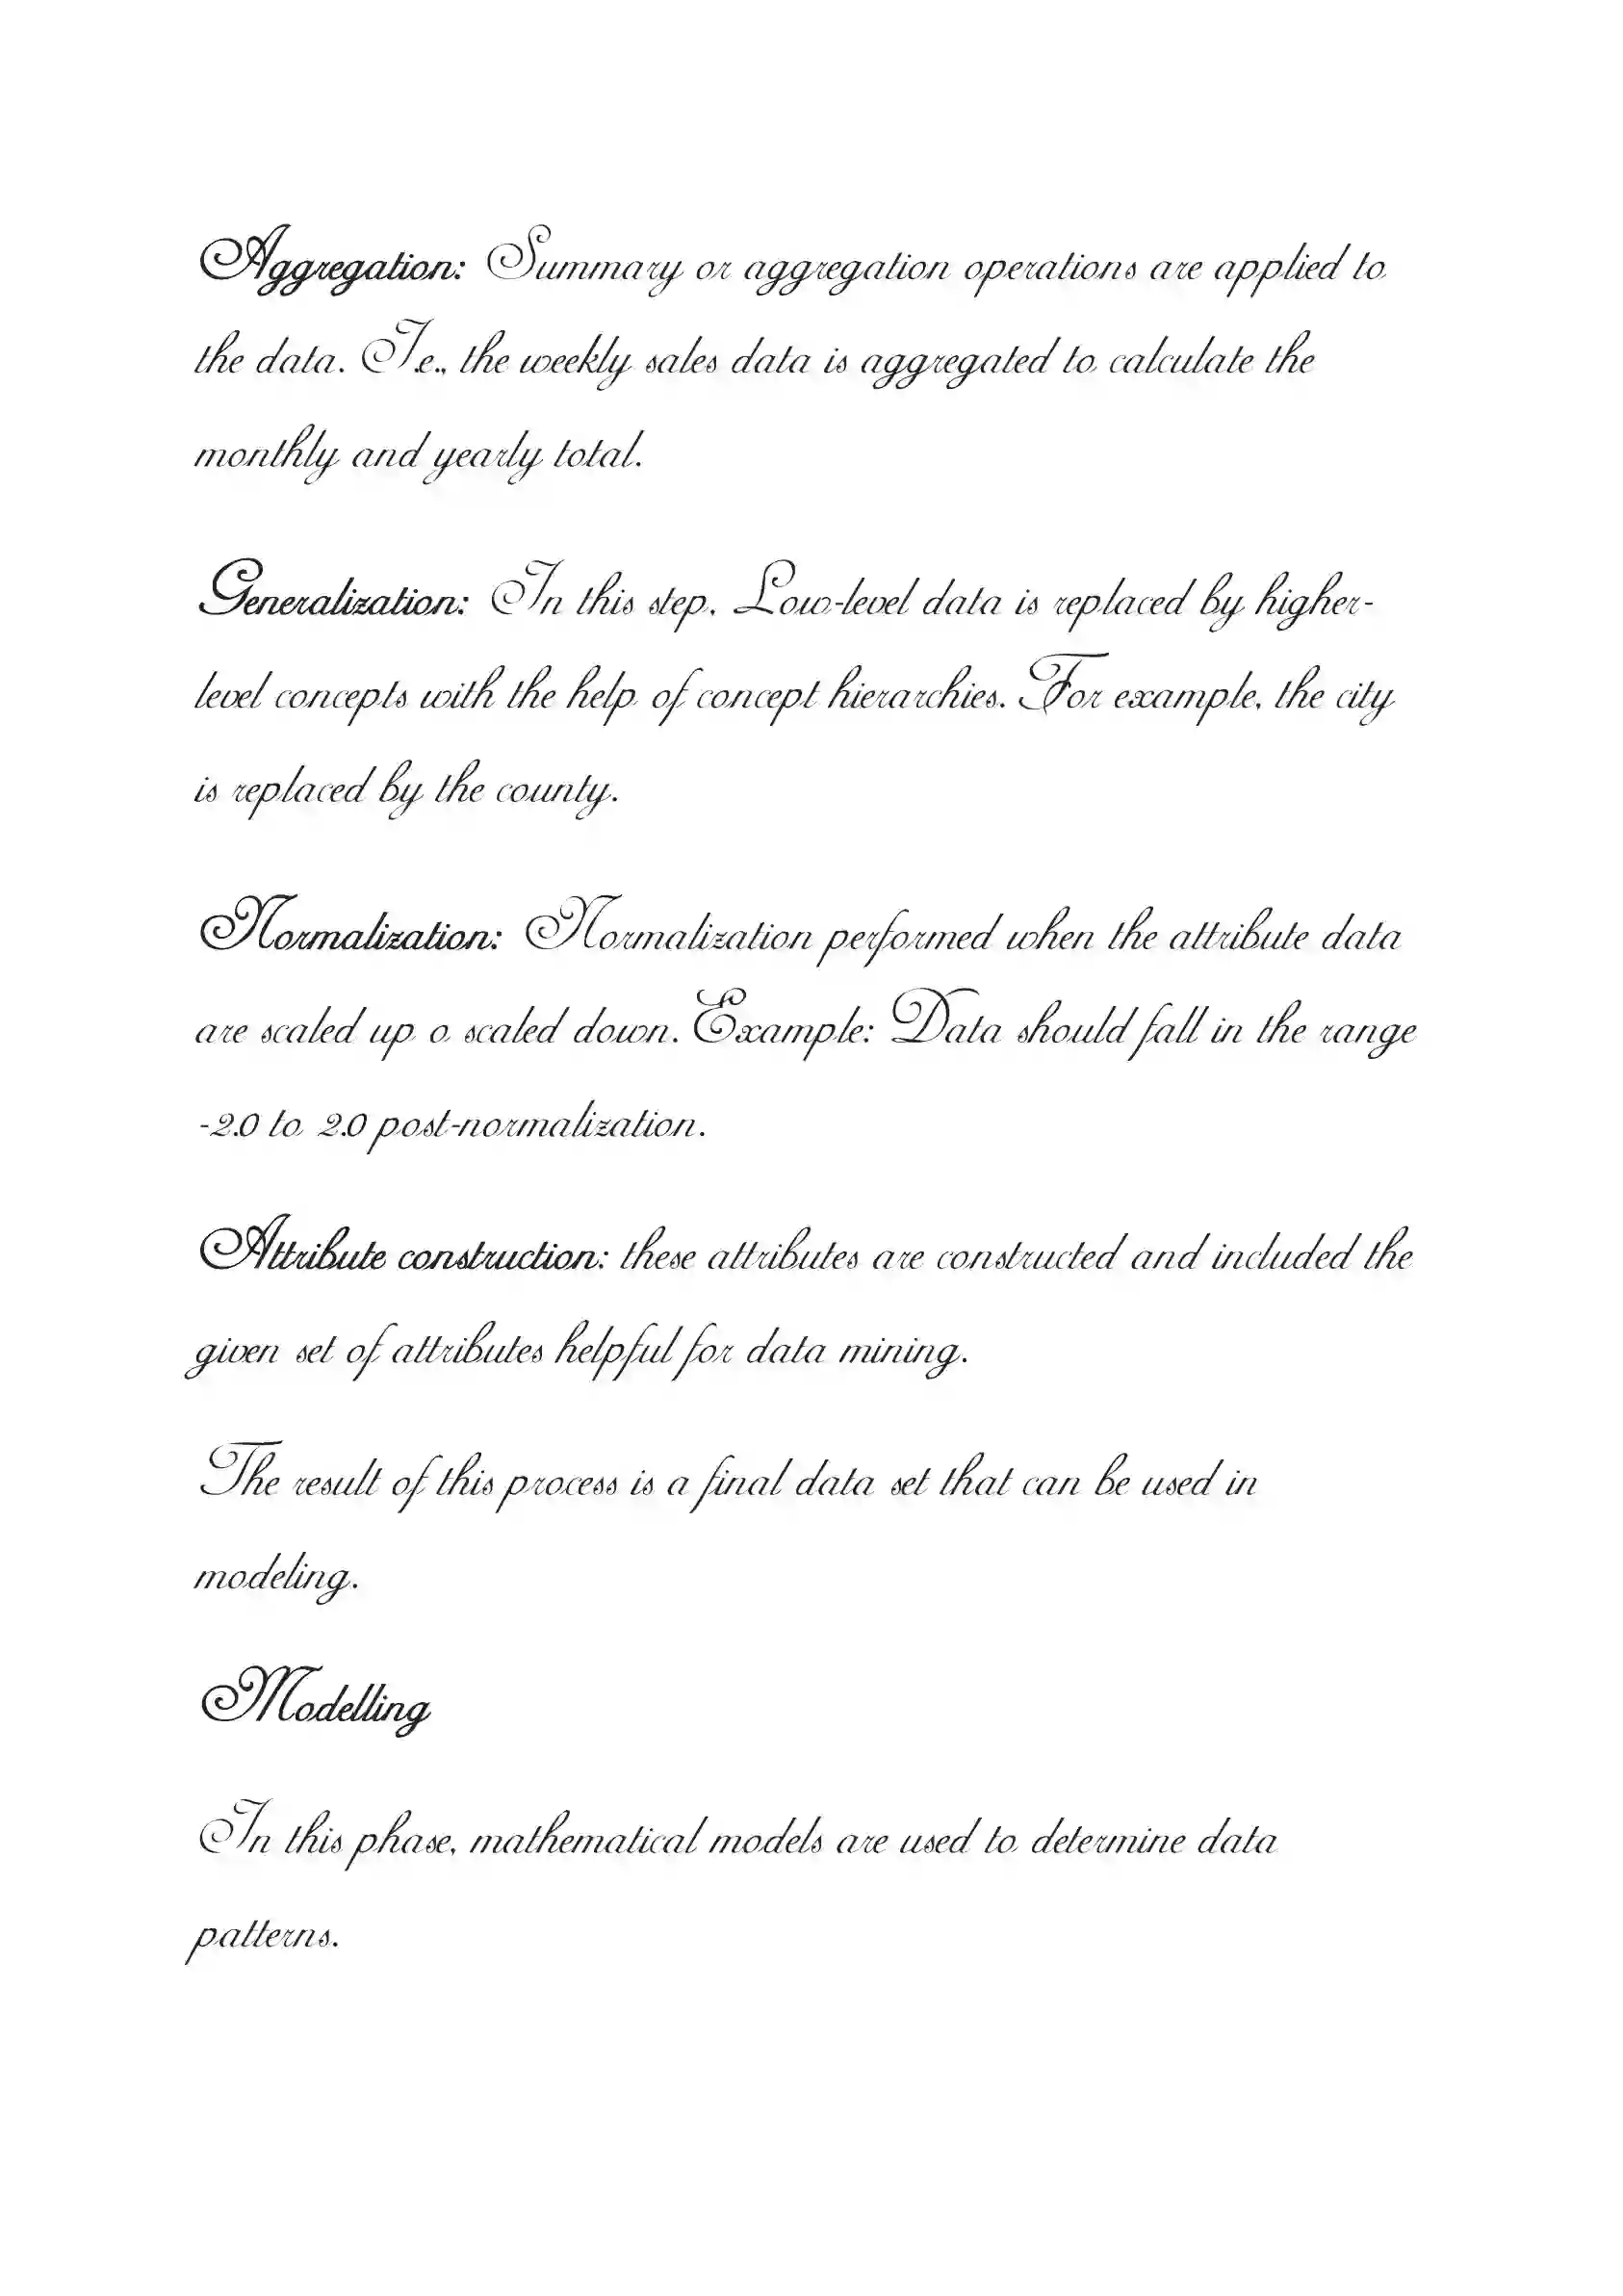 Aggregation: Summary or aggregation operations are applied to
the data. I.e., the weekly sales data is aggregated to calculate the
monthly and yearly total.
Generalization: In this step, Low-level data is replaced by higher-
level concepts with the help of concept hierarchies. For example, the city
is replaced by the county.
Normalization: Normalization performed when the attribute data
are scaled up o scaled down. Example: Data should fall in the range
-2.0 to 2.0 post-normalization.
Attribute construction: these attributes are constructed and included the
given set of attributes helpful for data mining.
The result of this process is a final data set that can be used in
modeling.
Modelling
In this phase, mathematical models are used to determine data
patterns.